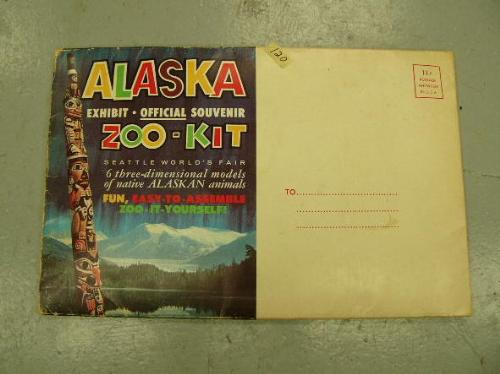 ALASKA
EXHIBIT • OFFICIAL SOUVENIR
ZOO-KIT
SEATTLE WORLD'S FAIR
6 three-dimensional models
of native ALASKAN animals
FUN, EASY-TO-ASSEMBLE
ZOO-IT-YOURSELF!
120
TO